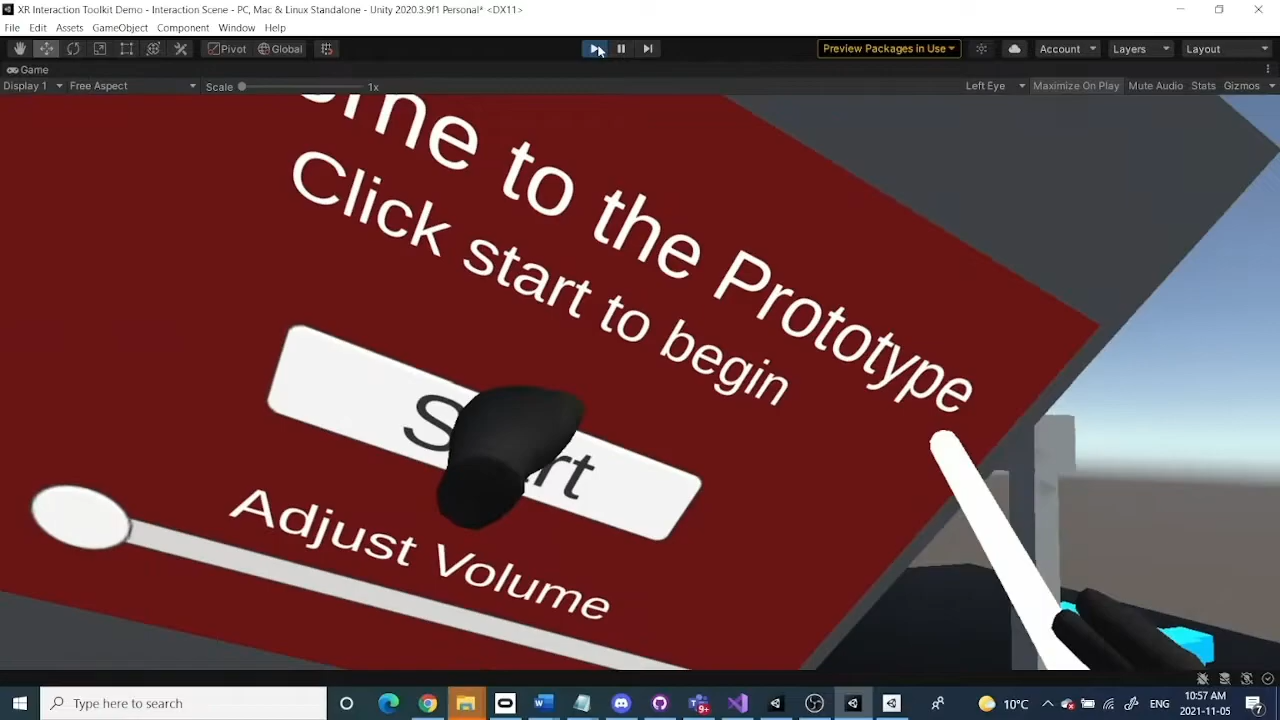 XR Interaction Toolkit Demo - Interaction Scene - PC, Mac & Linux Standalone - Unity 2020.3.9f1 Personal* <DX11>
File Edit Assets GameObject Component Window Help
Pivot Global Preview Packages in Use Account Layers Layout
Game
Display 1 Free Aspect Scale 1x Left Eye Maximize On Play Mute Audio Stats Gizmos
to the Prototype
Click start to begin
Adjust Volume
Type here to search 9+ 10°C ENG 10:57 AM
2021-11-05 7